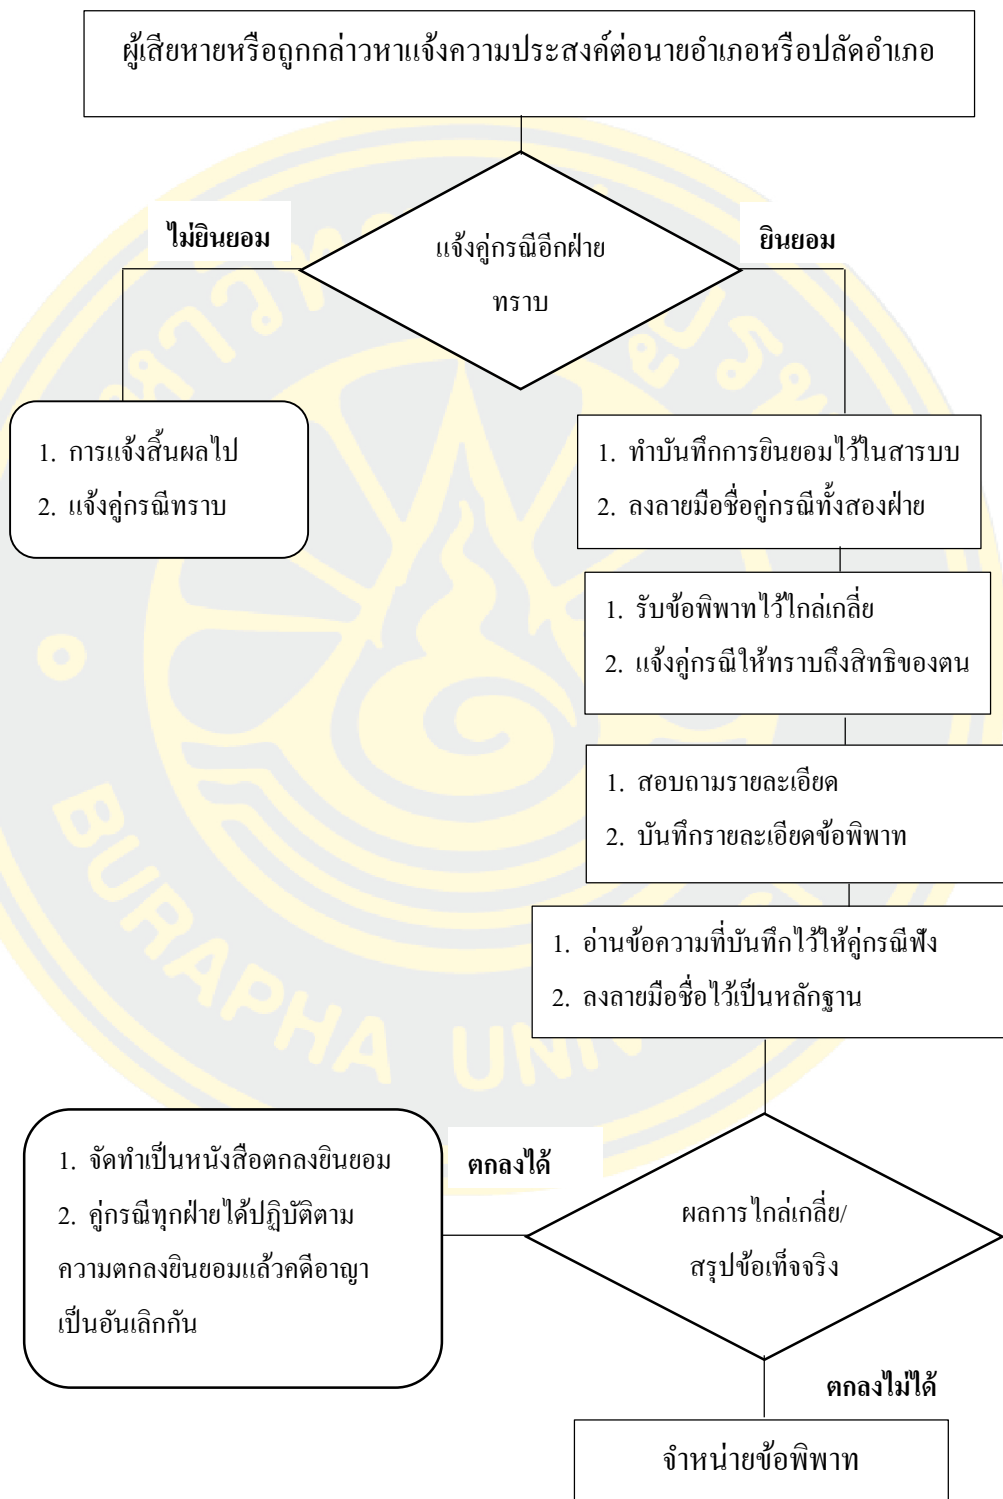 ผู้เสียหายหรือถูกกล่าวหาแจ้งความประสงค์ต่อนายอำเภอหรือปลัดอำเภอ
ไม่ยินยอม
ยินยอม
แจ้งคู่กรณีอีกฝ่าย
ทราบ
1. การแจ้งสิ้นผลไป
2. แจ้งคู่กรณีทราบ
1. ทำบันทึกการยินยอมไว้ในสารบบ
2. ลงลายมือชื่อคู่กรณีทั้งสองฝ่าย
1. รับข้อพิพาทไว้ไกล่เกลี่ย
2. แจ้งคู่กรณีให้ทราบถึงสิทธิของตน
1. สอบถามรายละเอียด
2. บันทึกรายละเอียดข้อพิพาท
1. อ่านข้อความที่บันทึกไว้ให้คู่กรณีฟัง
2. ลงลายมือชื่อไว้เป็นหลักฐาน
1. จัดทำเป็นหนังสือตกลงยินยอม
2. คู่กรณีทุกฝ่ายได้ปฏิบัติตาม
ความตกลงยินยอมแล้วคดีอาญา
เป็นอันเลิกกัน
ตกลงได้
ผลการไกล่เกลี่ย/
สรุปข้อเท็จจริง
ตกลงไม่ได้
จำหน่ายข้อพิพาท
BURAPHA UNIV